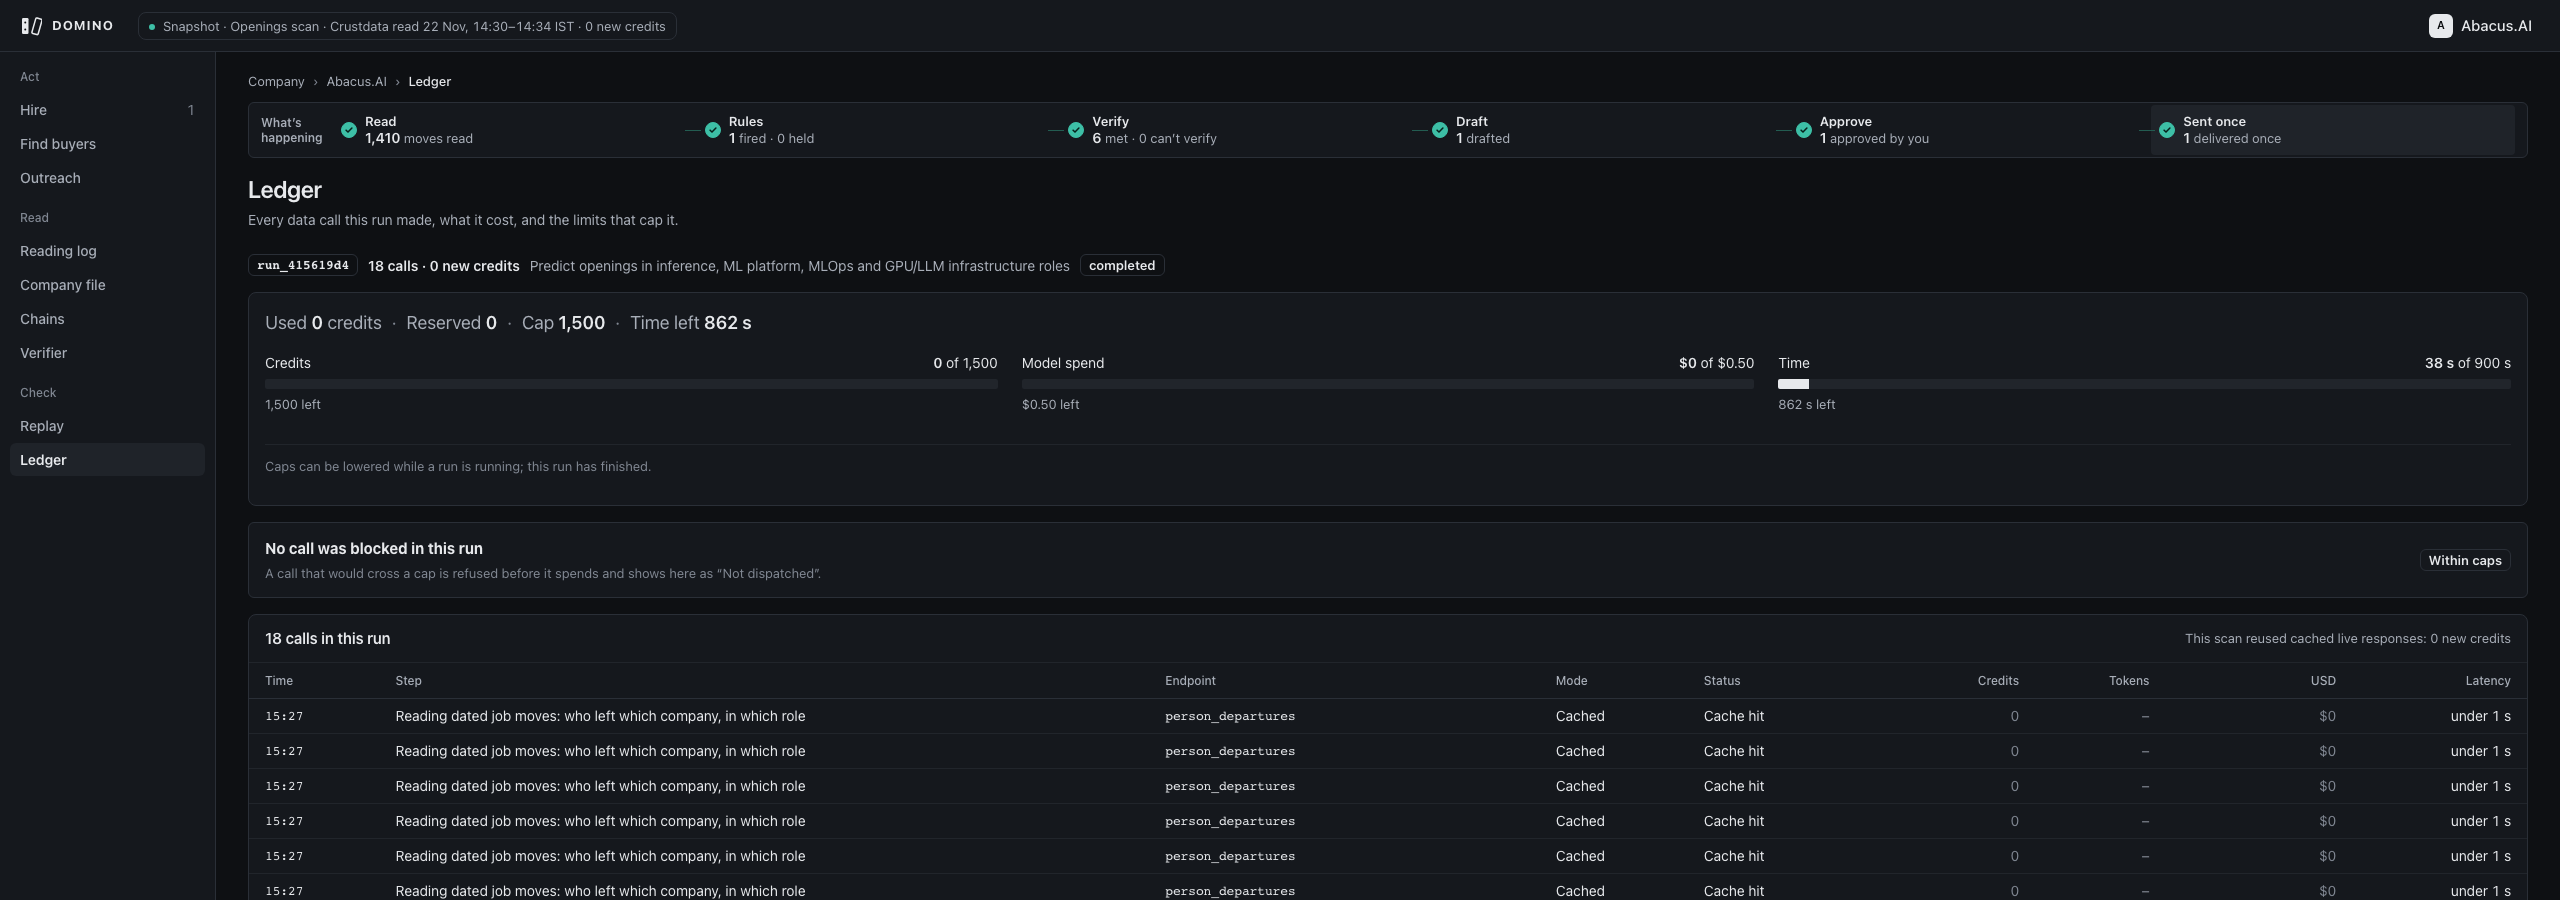 DOMINO
Snapshot · Openings scan · Crustdata read 22 Nov, 14:30–14:34 IST · 0 new credits
A Abacus.AI
Act
Hire 1
Find buyers
Outreach
Read
Reading log
Company file
Chains
Verifier
Check
Replay
Ledger
Company › Abacus.AI › Ledger
What's happening
Read
1,410 moves read
Rules
1 fired · 0 held
Verify
6 met · 0 can't verify
Draft
1 drafted
Approve
1 approved by you
Sent once
1 delivered once
Ledger
Every data call this run made, what it cost, and the limits that cap it.
run_415619d4 18 calls · 0 new credits Predict openings in inference, ML platform, MLOps and GPU/LLM infrastructure roles completed
Used 0 credits · Reserved 0 · Cap 1,500 · Time left 862 s
Credits 0 of 1,500
1,500 left
Model spend $0 of $0.50
$0.50 left
Time 38 s of 900 s
862 s left
Caps can be lowered while a run is running; this run has finished.
No call was blocked in this run
A call that would cross a cap is refused before it spends and shows here as “Not dispatched”.
Within caps
18 calls in this run
This scan reused cached live responses: 0 new credits
Time Step Endpoint Mode Status Credits Tokens USD Latency
15:27 Reading dated job moves: who left which company, in which role person_departures Cached Cache hit 0 – $0 under 1 s
15:27 Reading dated job moves: who left which company, in which role person_departures Cached Cache hit 0 – $0 under 1 s
15:27 Reading dated job moves: who left which company, in which role person_departures Cached Cache hit 0 – $0 under 1 s
15:27 Reading dated job moves: who left which company, in which role person_departures Cached Cache hit 0 – $0 under 1 s
15:27 Reading dated job moves: who left which company, in which role person_departures Cached Cache hit 0 – $0 under 1 s
15:27 Reading dated job moves: who left which company, in which role person_departures Cached Cache hit 0 – $0 under 1 s